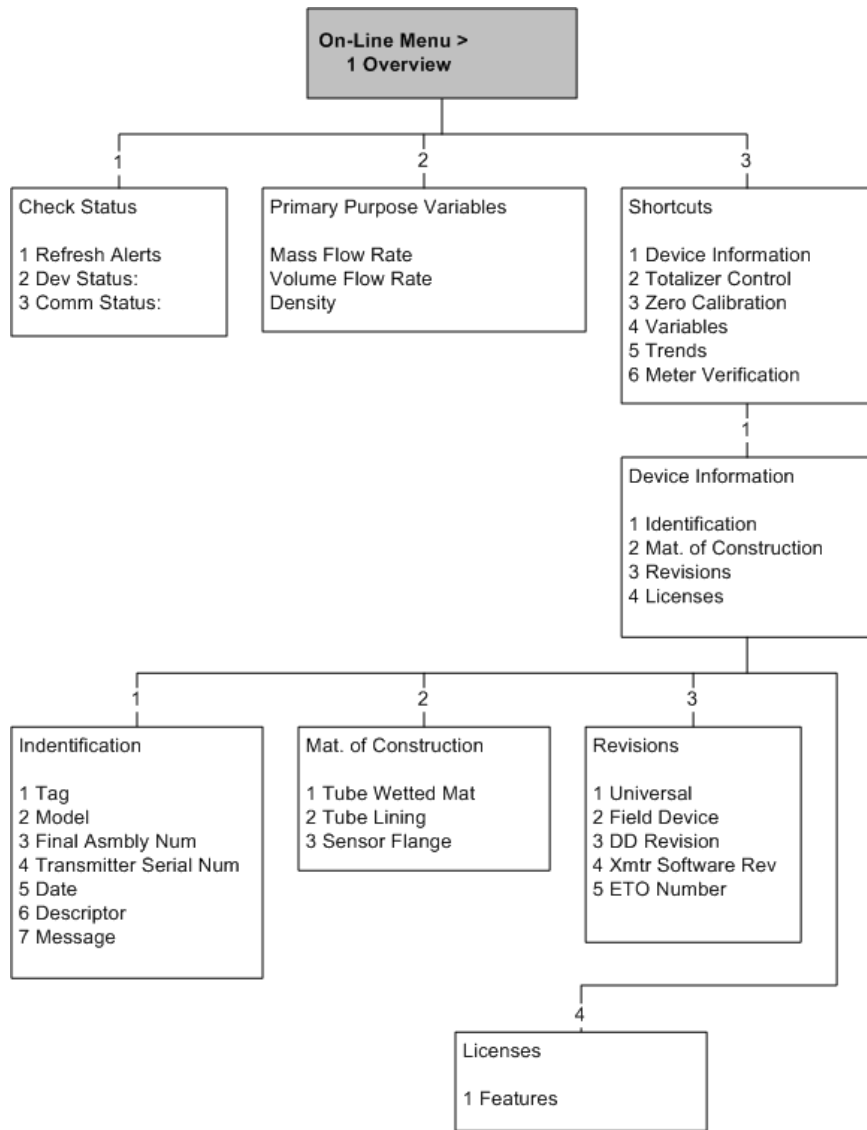 On-Line Menu >
1 Overview
1
2
3
Check Status
1 Refresh Alerts
2 Dev Status:
3 Comm Status:
Primary Purpose Variables
Mass Flow Rate
Volume Flow Rate
Density
Shortcuts
1 Device Information
2 Totalizer Control
3 Zero Calibration
4 Variables
5 Trends
6 Meter Verification
1
Device Information
1 Identification
2 Mat. of Construction
3 Revisions
4 Licenses
1
2
3
Indentification
1 Tag
2 Model
3 Final Asmbly Num
4 Transmitter Serial Num
5 Date
6 Descriptor
7 Message
Mat. of Construction
1 Tube Wetted Mat
2 Tube Lining
3 Sensor Flange
Revisions
1 Universal
2 Field Device
3 DD Revision
4 Xmtr Software Rev
5 ETO Number
4
Licenses
1 Features